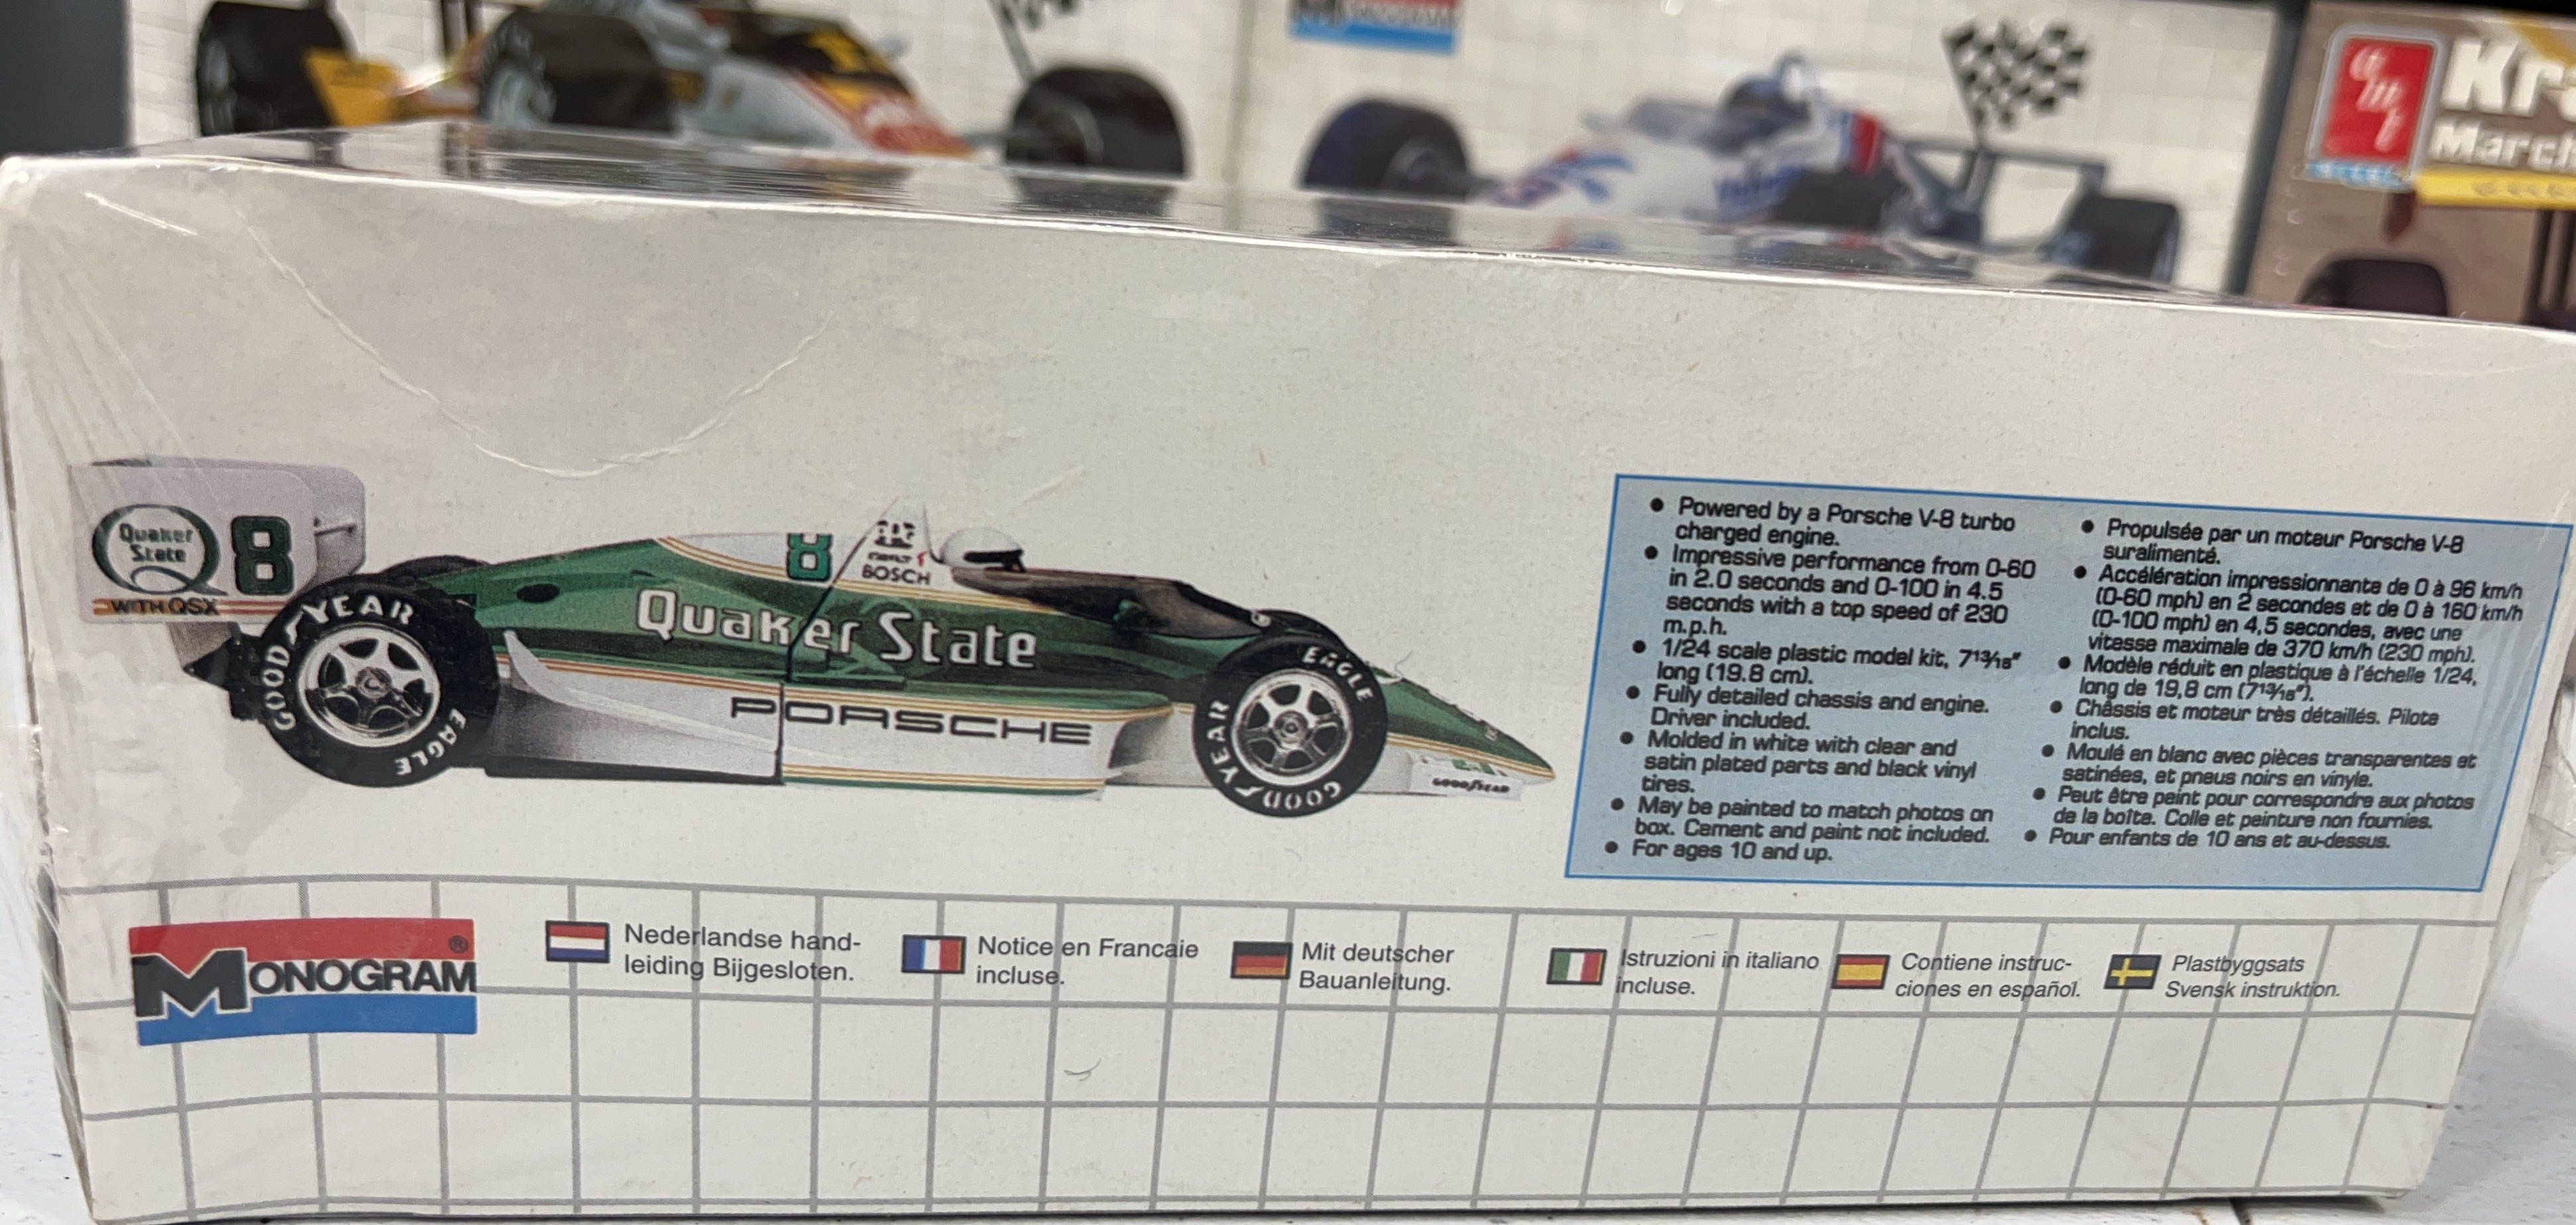 MONOGRAM
amt
March
Quaker
State
8
WITH QSX
8
BOSCH
Quaker State
PORSCHE
GOODYEAR
EAGLE
EAGLE
GOODYEAR
GOODYEAR
● Powered by a Porsche V-8 turbo
charged engine.
● Impressive performance from 0-60
in 2.0 seconds and 0-100 in 4.5
seconds with a top speed of 230
m.p.h.
● 1/24 scale plastic model kit, 7¹³⁄₁₆"
long (19.8 cm).
● Fully detailed chassis and engine.
Driver included.
● Molded in white with clear and
satin plated parts and black vinyl
tires.
● May be painted to match photos on
box. Cement and paint not included.
● For ages 10 and up.
● Propulsée par un moteur Porsche V-8
suralimenté.
● Accélération impressionnante de 0 à 96 km/h
(0-60 mph) en 2 secondes et de 0 à 160 km/h
(0-100 mph) en 4,5 secondes, avec une
vitesse maximale de 370 km/h (230 mph).
● Modèle réduit en plastique à l'échelle 1/24,
long de 19,8 cm (7¹³⁄₁₆").
● Châssis et moteur très détaillés. Pilote
inclus.
● Moulé en blanc avec pièces transparentes et
satinées, et pneus noirs en vinyle.
● Peut être peint pour correspondre aux photos
de la boîte. Colle et peinture non fournies.
● Pour enfants de 10 ans et au-dessus.
MONOGRAM®
Nederlandse hand-
leiding Bijgesloten.
Notice en Francaie
incluse.
Mit deutscher
Bauanleitung.
Istruzioni in italiano
incluse.
Contiene instruc-
ciones en español.
Plastbyggsats
Svensk instruktion.